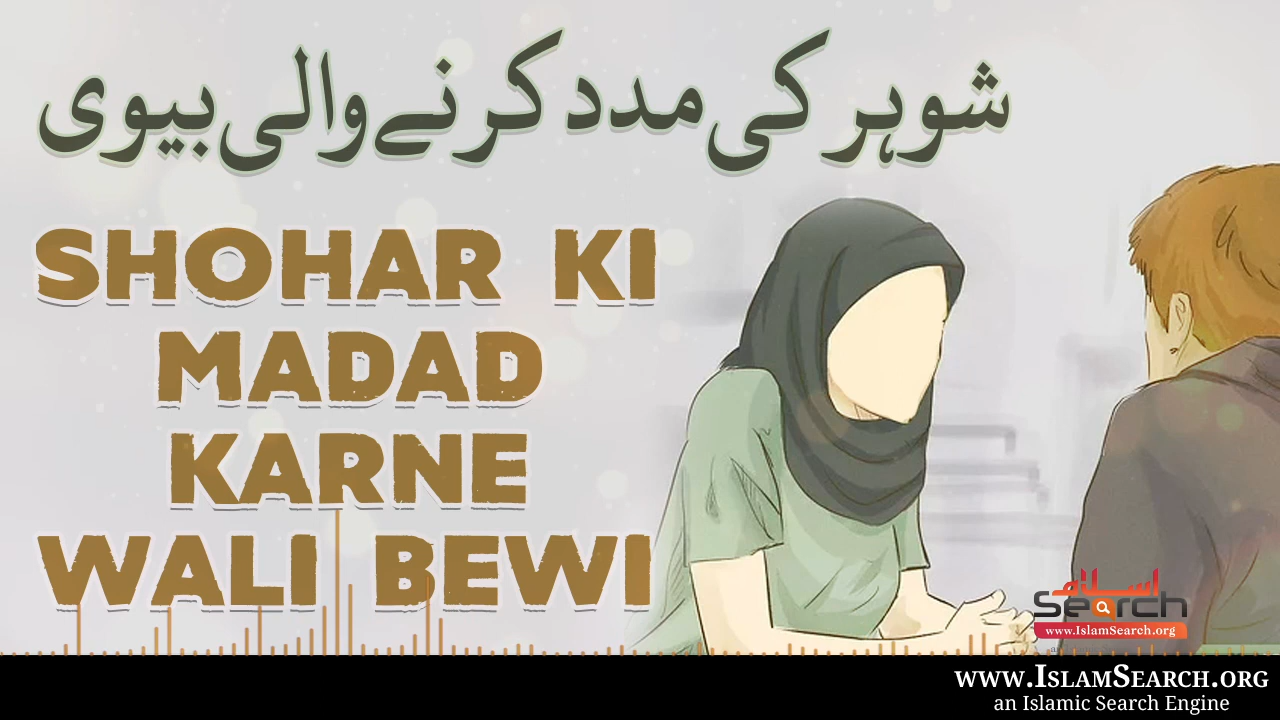 شوہر کی مدد کرنے والی بیوی
SHOHAR KI
MADAD
KARNE
WALI BEWI
اسلام
Search
www.IslamSearch.org
www.IslamSearch.org
an Islamic Search Engine